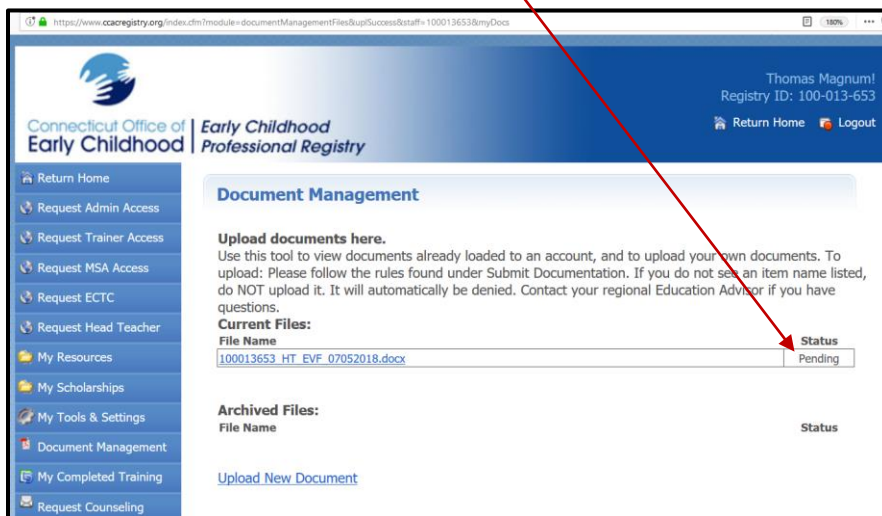 https://www.ccacregistry.org/index.cfm?module=documentManagementFiles&uplSuccess&staff=100013653&myDocs
180%
Thomas Magnum!
Registry ID: 100-013-653
Return Home Logout
Connecticut Office of
Early Childhood
Early Childhood
Professional Registry
Return Home
Request Admin Access
Request Trainer Access
Request MSA Access
Request ECTC
Request Head Teacher
My Resources
My Scholarships
My Tools & Settings
Document Management
My Completed Training
Request Counseling
Document Management
Upload documents here.
Use this tool to view documents already loaded to an account, and to upload your own documents. To
upload: Please follow the rules found under Submit Documentation. If you do not see an item name listed,
do NOT upload it. It will automatically be denied. Contact your regional Education Advisor if you have
questions.
Current Files:
File Name Status
100013653_HT_EVF_07052018.docx Pending
Archived Files:
File Name Status
Upload New Document